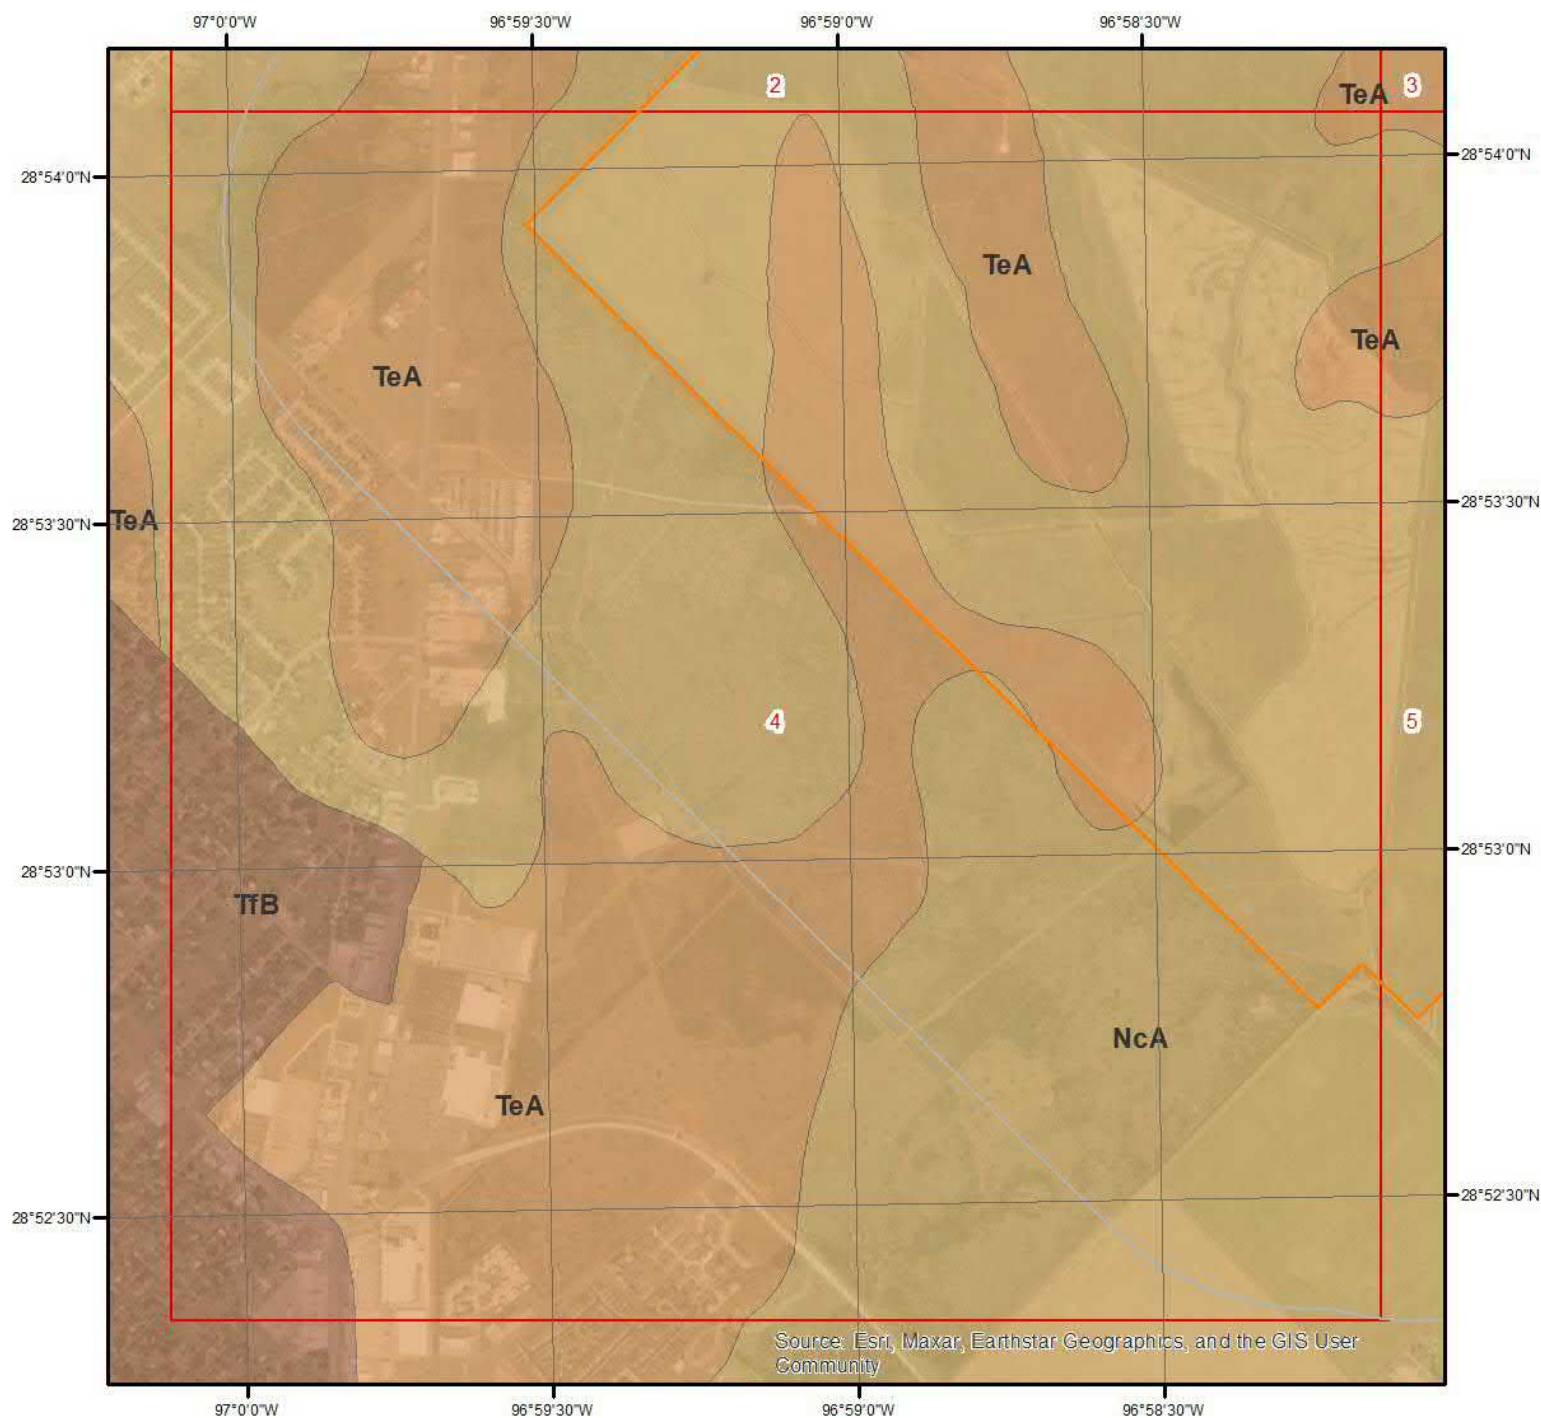 97°0'0"W 96°59'30"W 96°59'0"W 96°58'30"W
2 3
TeA
28°54'0"N 28°54'0"N
TeA
TeA
TeA
28°53'30"N TeA 28°53'30"N
4 5
28°53'0"N 28°53'0"N
TfB
NcA
TeA
28°52'30"N 28°52'30"N
Source: Esri, Maxar, Earthstar Geographics, and the GIS User
Community
97°0'0"W 96°59'30"W 96°59'0"W 96°58'30"W